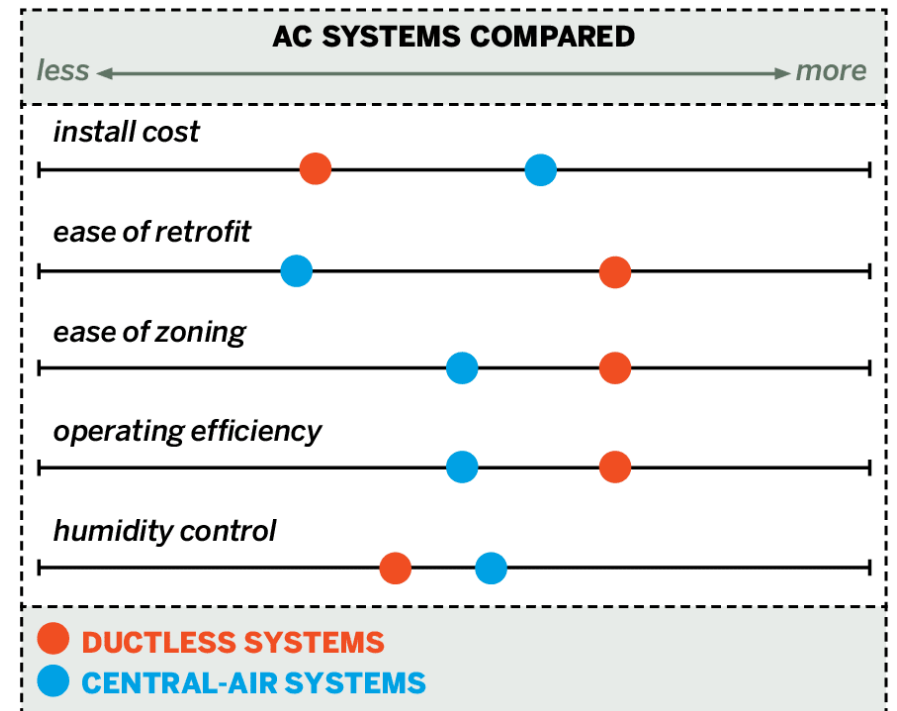 AC SYSTEMS COMPARED
less more
install cost
ease of retrofit
ease of zoning
operating efficiency
humidity control
DUCTLESS SYSTEMS
CENTRAL-AIR SYSTEMS